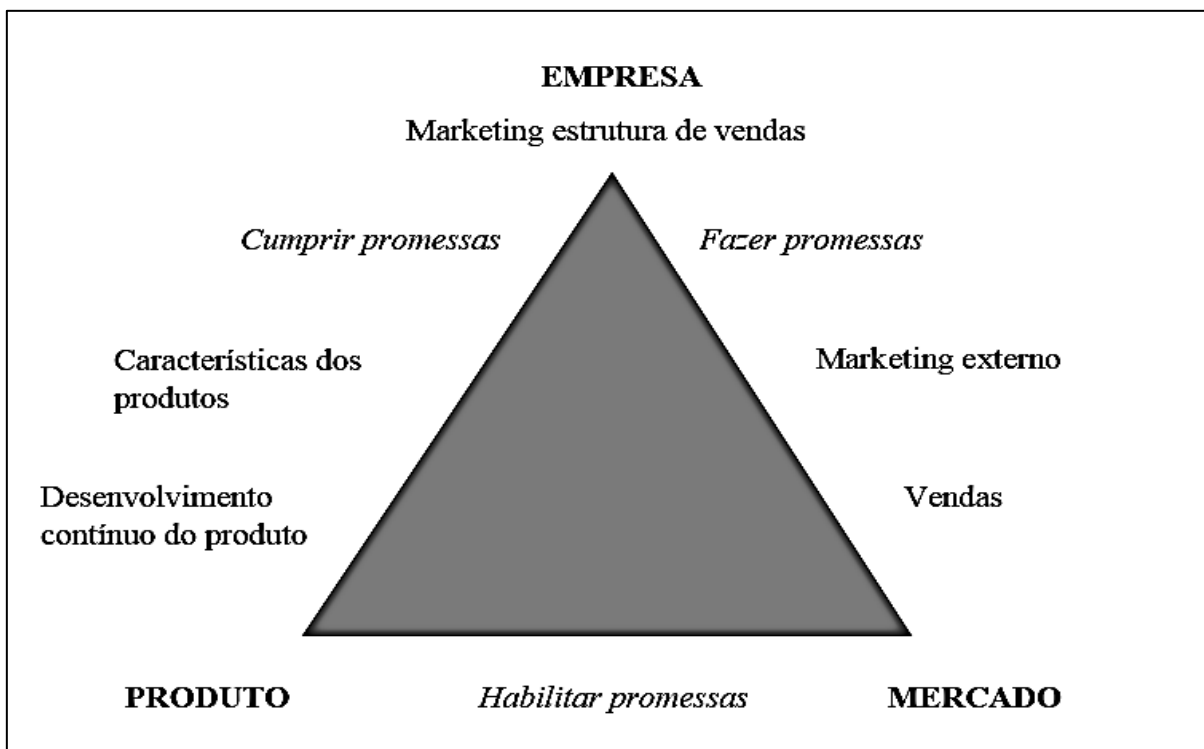 EMPRESA
Marketing estrutura de vendas
Cumprir promessas
Fazer promessas
Características dos
produtos
Marketing externo
Desenvolvimento
contínuo do produto
Vendas
PRODUTO
Habilitar promessas
MERCADO